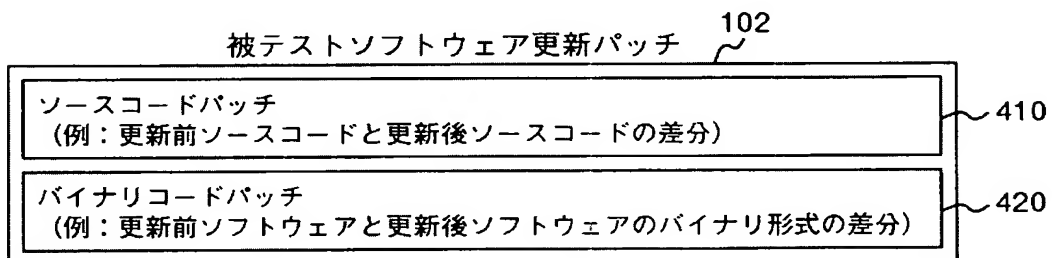 被テストソフトウェア更新パッチ
102
ソースコードパッチ
(例：更新前ソースコードと更新後ソースコードの差分)
410
バイナリコードパッチ
(例：更新前ソフトウェアと更新後ソフトウェアのバイナリ形式の差分)
420